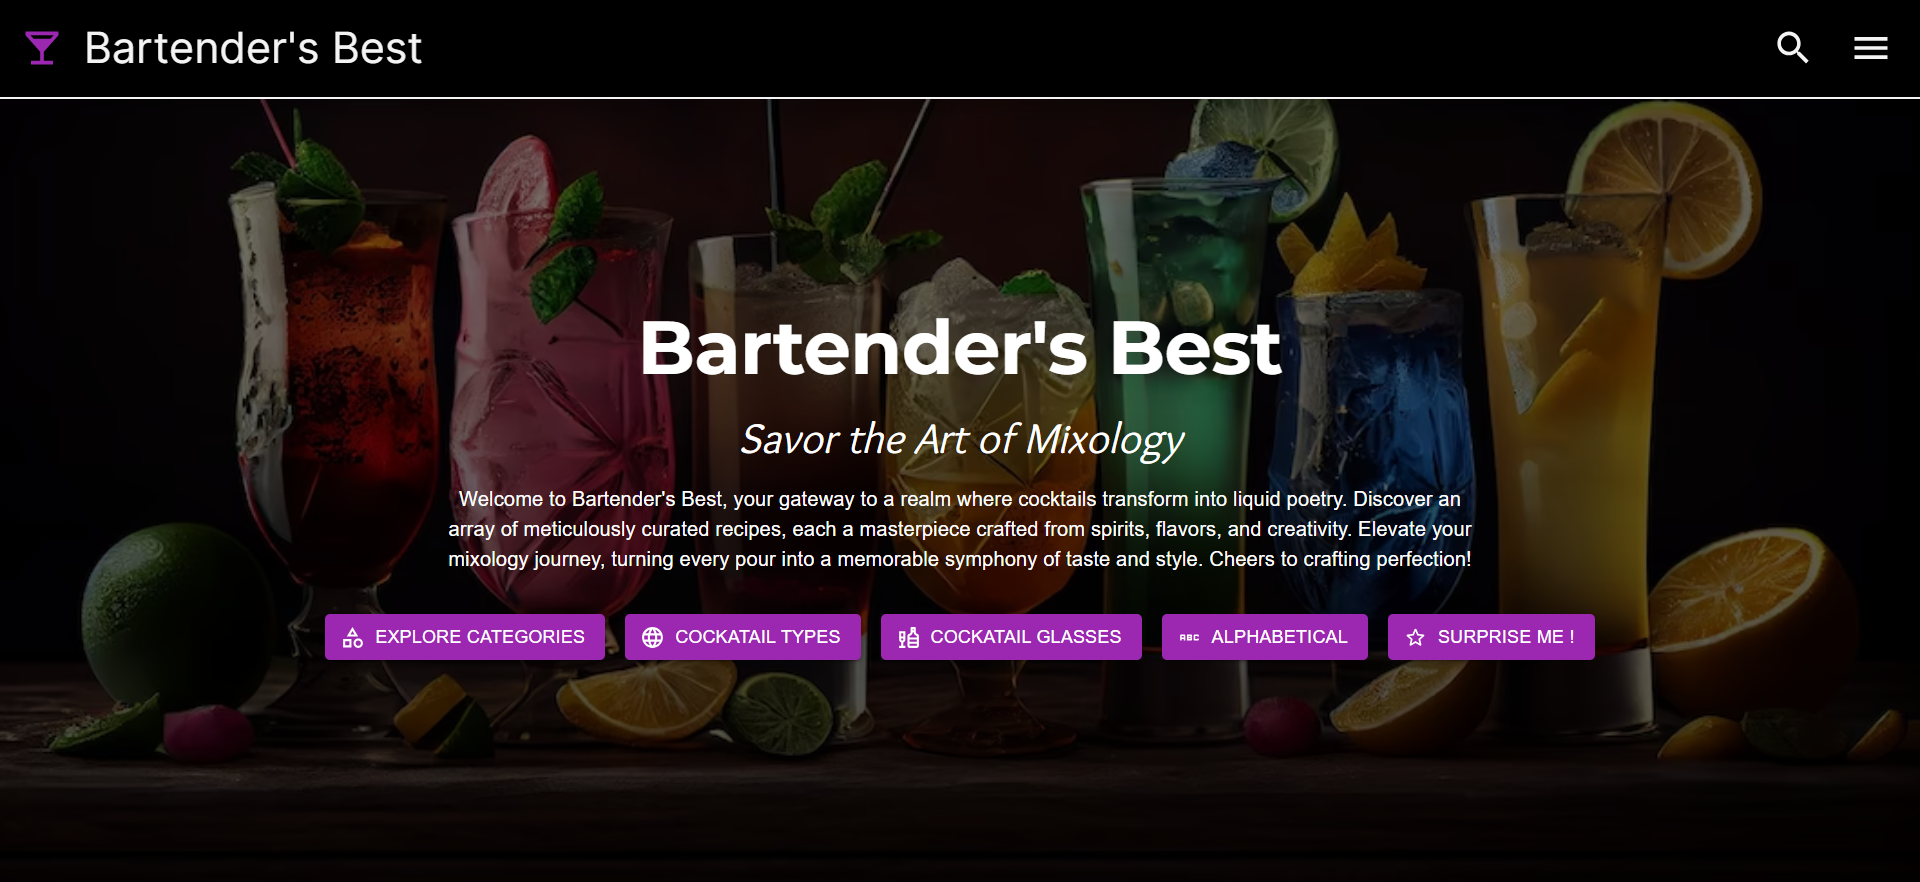 Bartender's Best
Bartender's Best
Savor the Art of Mixology
Welcome to Bartender's Best, your gateway to a realm where cocktails transform into liquid poetry. Discover an
array of meticulously curated recipes, each a masterpiece crafted from spirits, flavors, and creativity. Elevate your
mixology journey, turning every pour into a memorable symphony of taste and style. Cheers to crafting perfection!
EXPLORE CATEGORIES
COCKATAIL TYPES
COCKATAIL GLASSES
ABC ALPHABETICAL
SURPRISE ME !